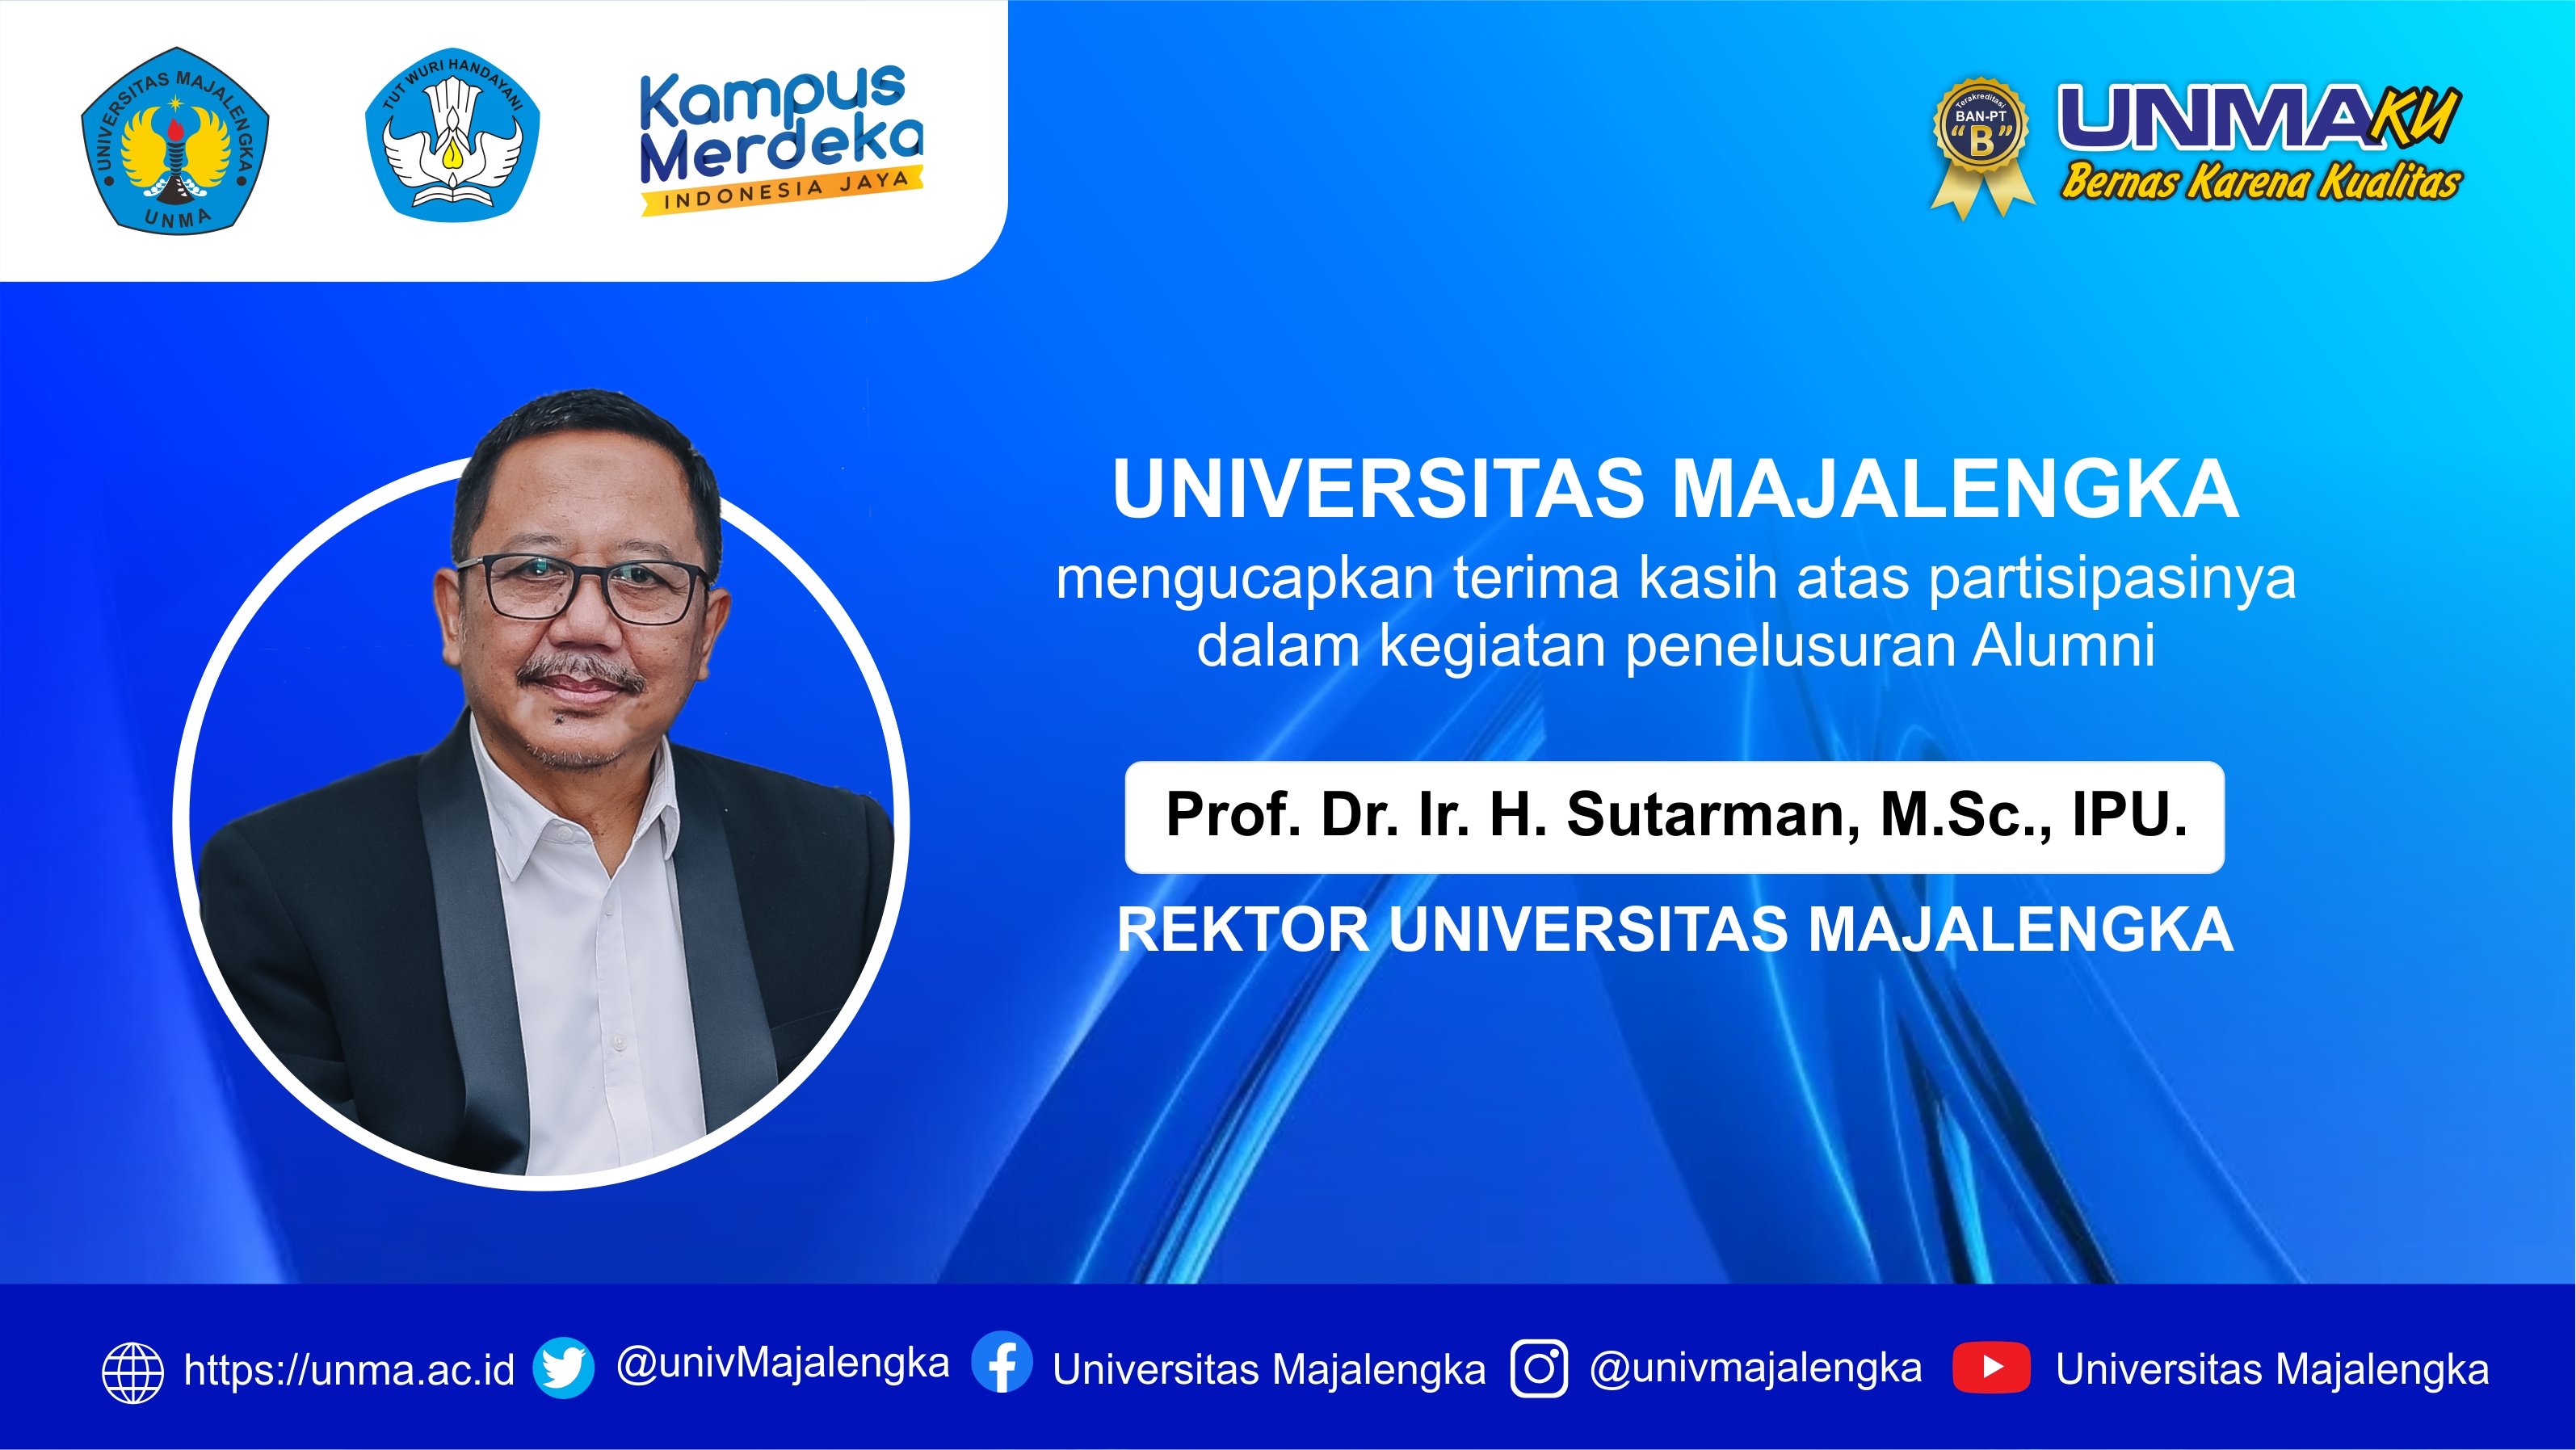 UNIVERSITAS MAJALENGKA
UNMA
TUT WURI HANDAYANI
Kampus
Merdeka
INDONESIA JAYA
Terakreditasi
BAN-PT
"B"
UNMAKU
Bernas Karena Kualitas
UNIVERSITAS MAJALENGKA
mengucapkan terima kasih atas partisipasinya
dalam kegiatan penelusuran Alumni
Prof. Dr. Ir. H. Sutarman, M.Sc., IPU.
REKTOR UNIVERSITAS MAJALENGKA
https://unma.ac.id @univMajalengka Universitas Majalengka @univmajalengka Universitas Majalengka